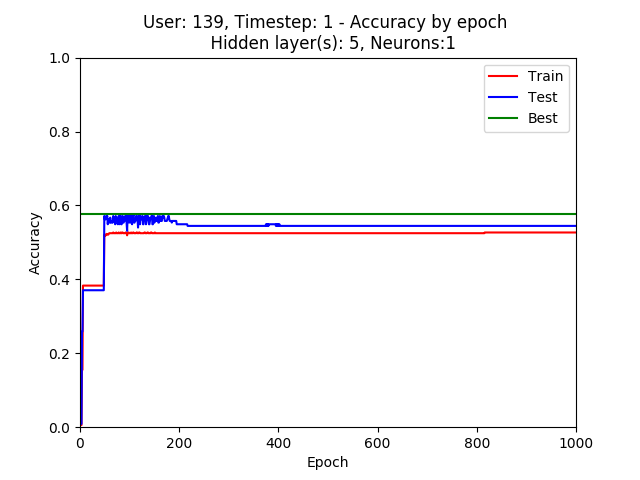 User: 139, Timestep: 1 - Accuracy by epoch
Hidden layer(s): 5, Neurons:1
Train
Test
Best
1.0
0.8
0.6
0.4
0.2
0.0
Accuracy
0 200 400 600 800 1000
Epoch